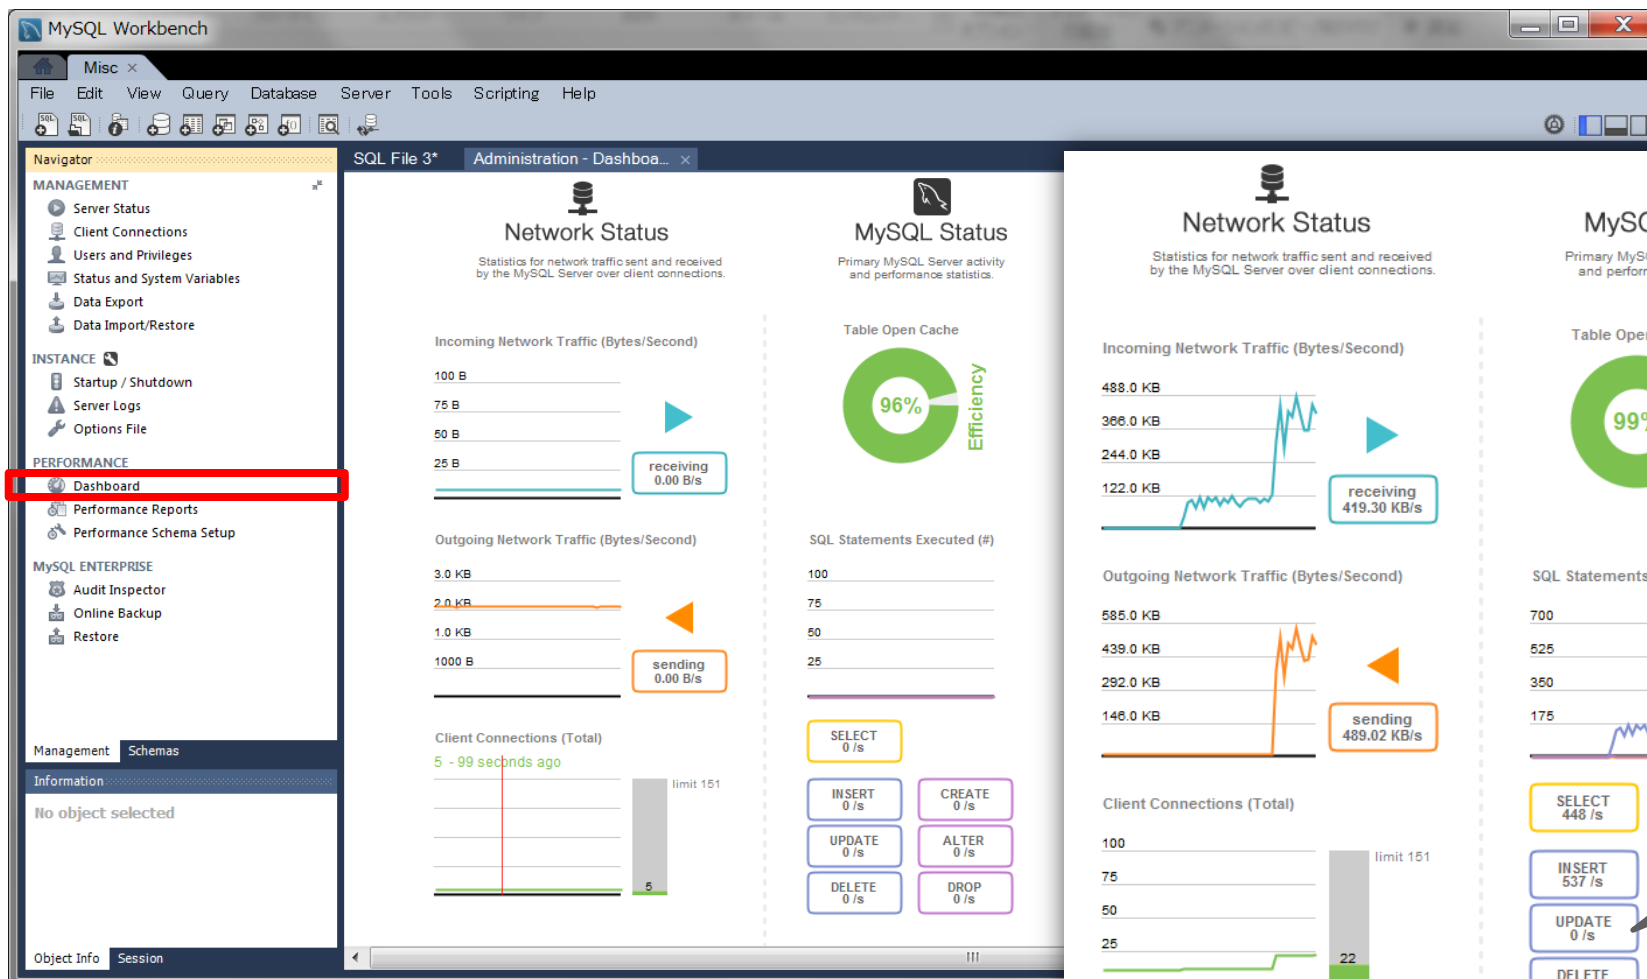 MySQL Workbench
Misc
File Edit View Query Database Server Tools Scripting Help
Navigator
MANAGEMENT
Server Status
Client Connections
Users and Privileges
Status and System Variables
Data Export
Data Import/Restore
INSTANCE
Startup / Shutdown
Server Logs
Options File
PERFORMANCE
Dashboard
Performance Reports
Performance Schema Setup
MySQL ENTERPRISE
Audit Inspector
Online Backup
Restore
Management Schemas
Information
No object selected
Object Info Session
SQL File 3* Administration - Dashboa...
Network Status
Statistics for network traffic sent and received
by the MySQL Server over client connections.
Incoming Network Traffic (Bytes/Second)
100 B
75 B
50 B
25 B
receiving
0.00 B/s
Outgoing Network Traffic (Bytes/Second)
3.0 KB
2.0 KB
1.0 KB
1000 B
sending
0.00 B/s
Client Connections (Total)
5 - 99 seconds ago
limit 151
5
MySQL Status
Primary MySQL Server activity
and performance statistics.
Table Open Cache
96%
Efficiency
SQL Statements Executed (#)
100
75
50
25
SELECT
0 /s
INSERT
0 /s
CREATE
0 /s
UPDATE
0 /s
ALTER
0 /s
DELETE
0 /s
DROP
0 /s
Network Status
Statistics for network traffic sent and received
by the MySQL Server over client connections.
Incoming Network Traffic (Bytes/Second)
488.0 KB
366.0 KB
244.0 KB
122.0 KB
receiving
419.30 KB/s
Outgoing Network Traffic (Bytes/Second)
585.0 KB
439.0 KB
292.0 KB
146.0 KB
sending
489.02 KB/s
Client Connections (Total)
100
75
50
25
limit 151
22
Primary
and
Table
99
SQL Statements
700
525
350
175
SELECT
448 /s
INSERT
537 /s
UPDATE
0 /s
DELETE